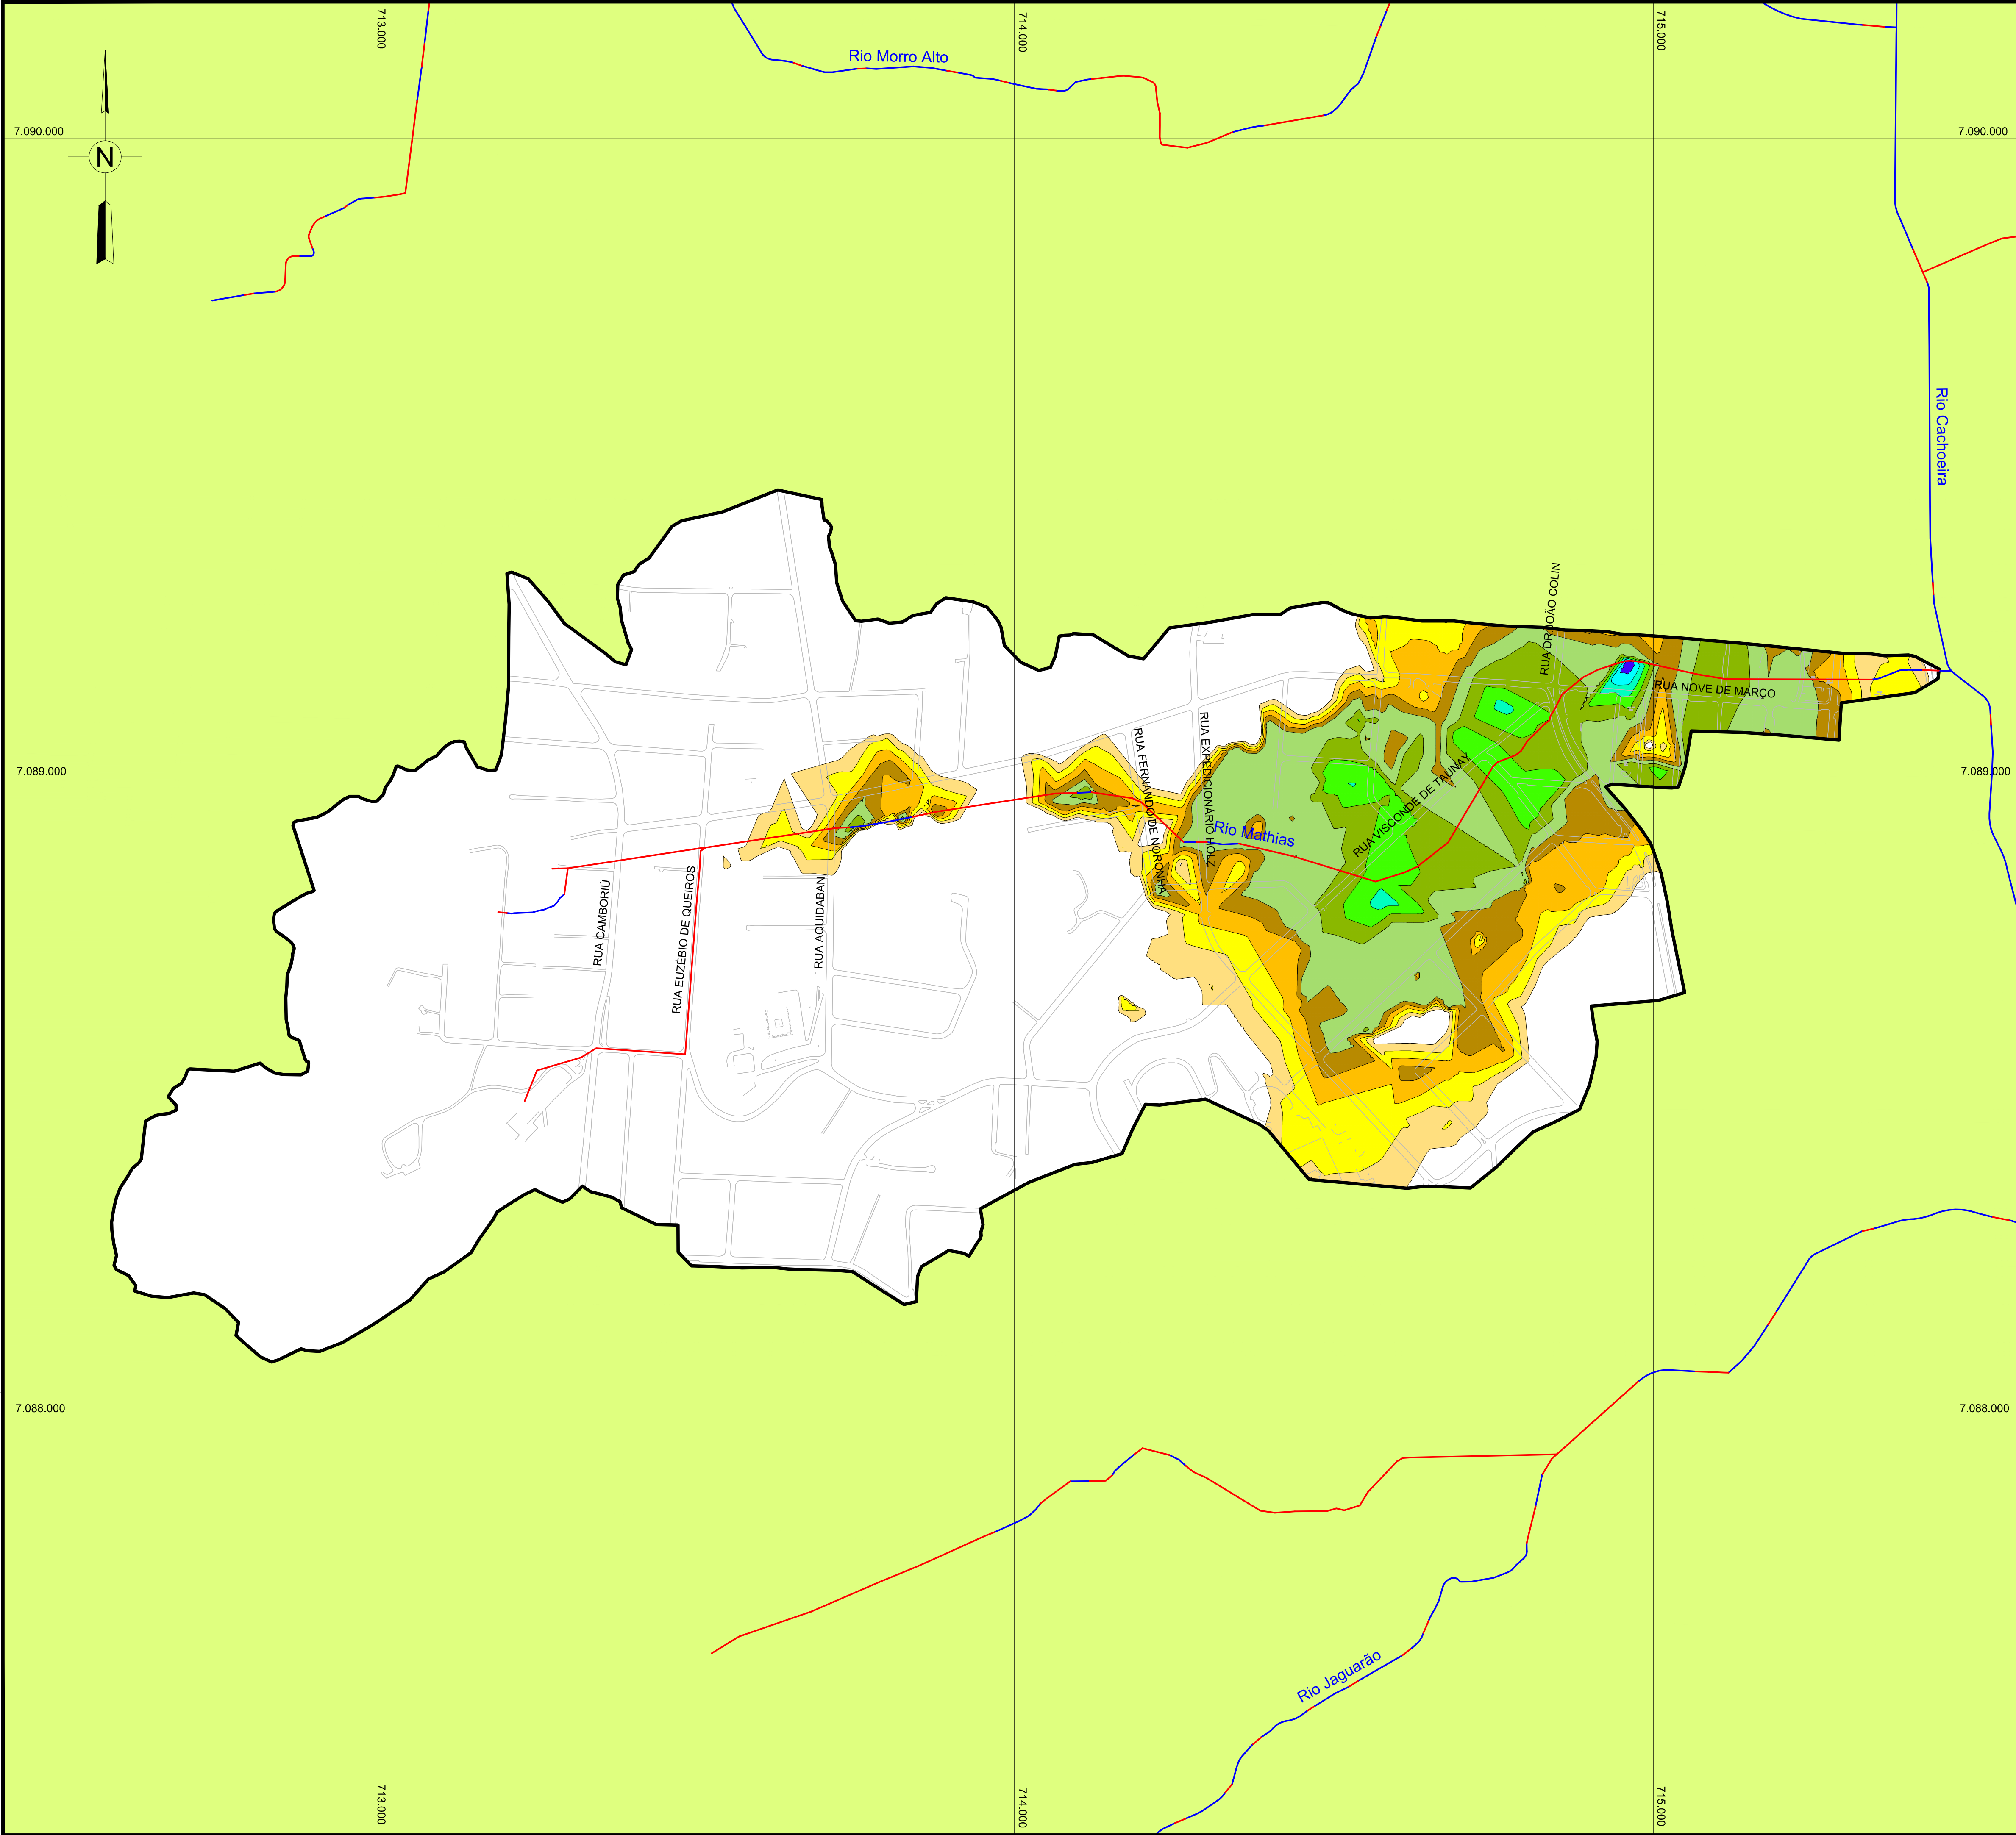 713.000
714.000
715.000
Rio Morro Alto
7.090.000
7.090.000
N
Rio Cachoeira
RUA DR JOÃO COLIN
RUA NOVE DE MARÇO
RUA EXPEDICIONÁRIO HOLZ
RUA FERNANDO DE NORONHA
RUA VISCONDE DE TAUNAY
7.089.000
7.089.000
Rio Mathias
RUA CAMBORIÚ
RUA EUZÉBIO DE QUEIROS
RUA AQUIDABAN
7.088.000
7.088.000
Rio Jaguarão
713.000
714.000
715.000